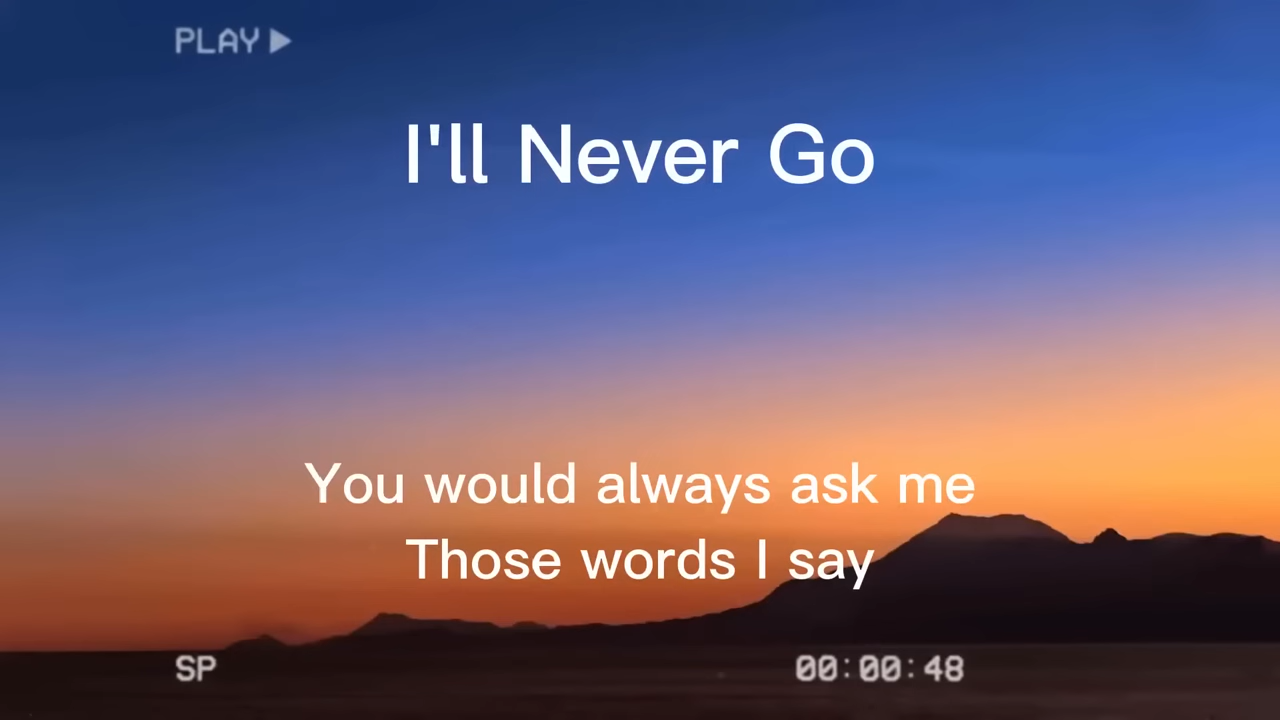 PLAY ▶
I'll Never Go
You would always ask me
Those words I say
SP
00:00:48